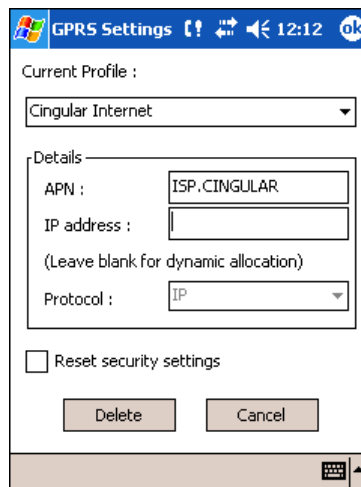 GPRS Settings 12:12 ok
Current Profile :
Cingular Internet
Details
APN : ISP.CINGULAR
IP address :
(Leave blank for dynamic allocation)
Protocol : IP
Reset security settings
Delete Cancel